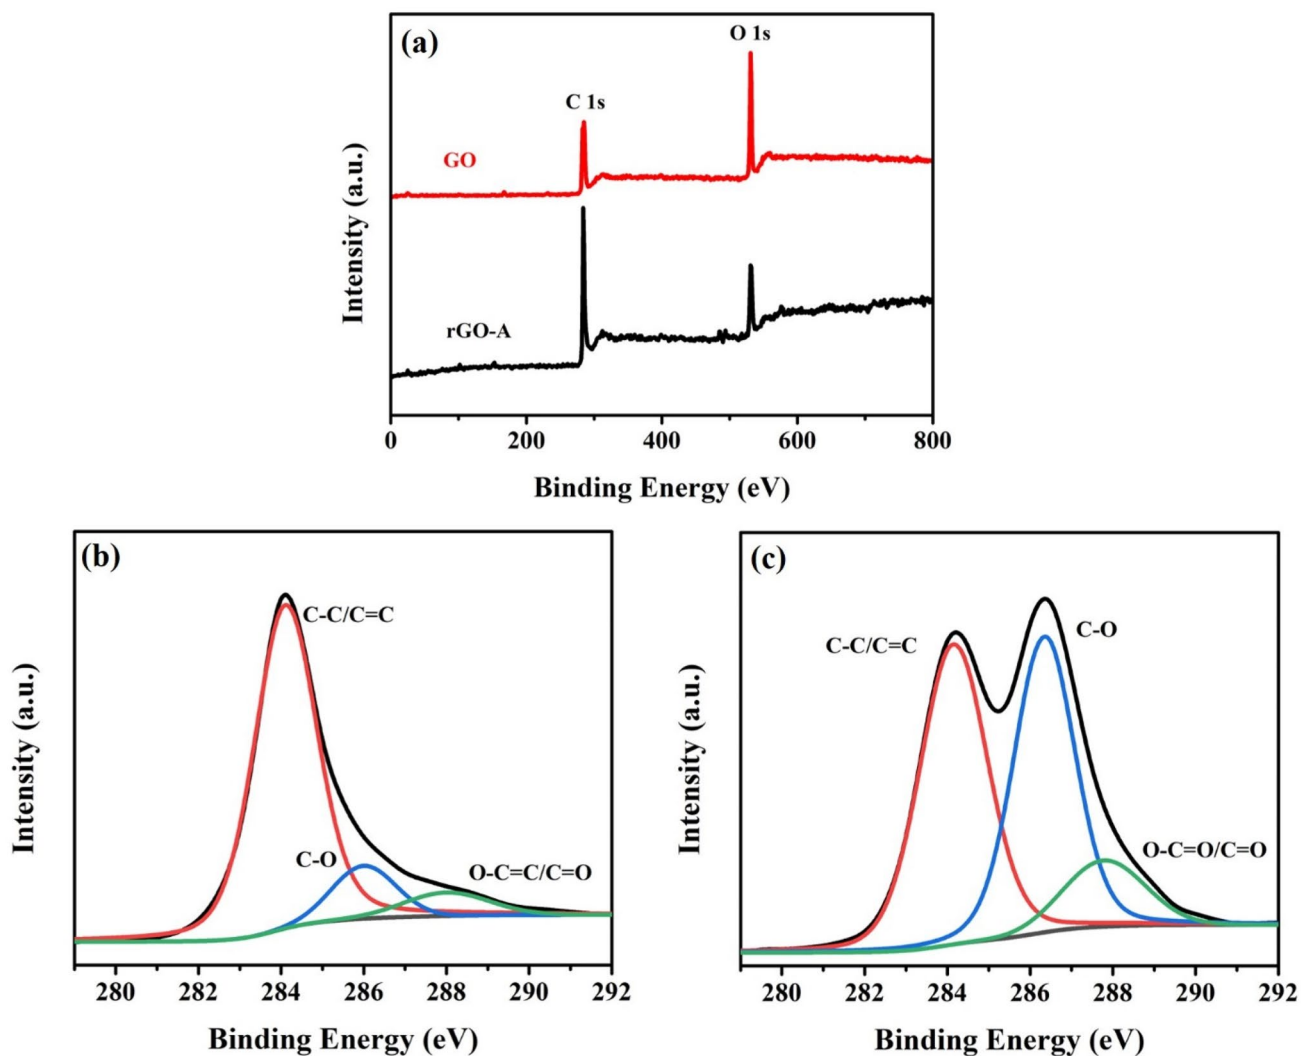 (a)
O 1s
C 1s
GO
rGO-A
Intensity (a.u.)
0 200 400 600 800
Binding Energy (eV)
(b)
C-C/C=C
C-O
O-C=C/C=O
Intensity (a.u.)
280 282 284 286 288 290 292
Binding Energy (eV)
(c)
C-C/C=C
C-O
O-C=O/C=O
Intensity (a.u.)
280 282 284 286 288 290 292
Binding Energy (eV)